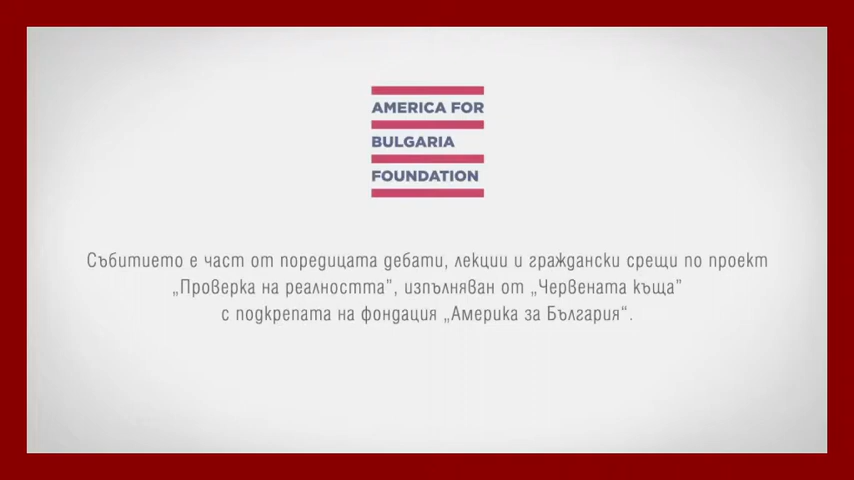 AMERICA FOR
BULGARIA
FOUNDATION
Събитието е част от поредицата дебати, лекции и граждански срещи по проект
„Проверка на реалността”, изпълняван от „Червената къща”
с подкрепата на фондация „Америка за България“.